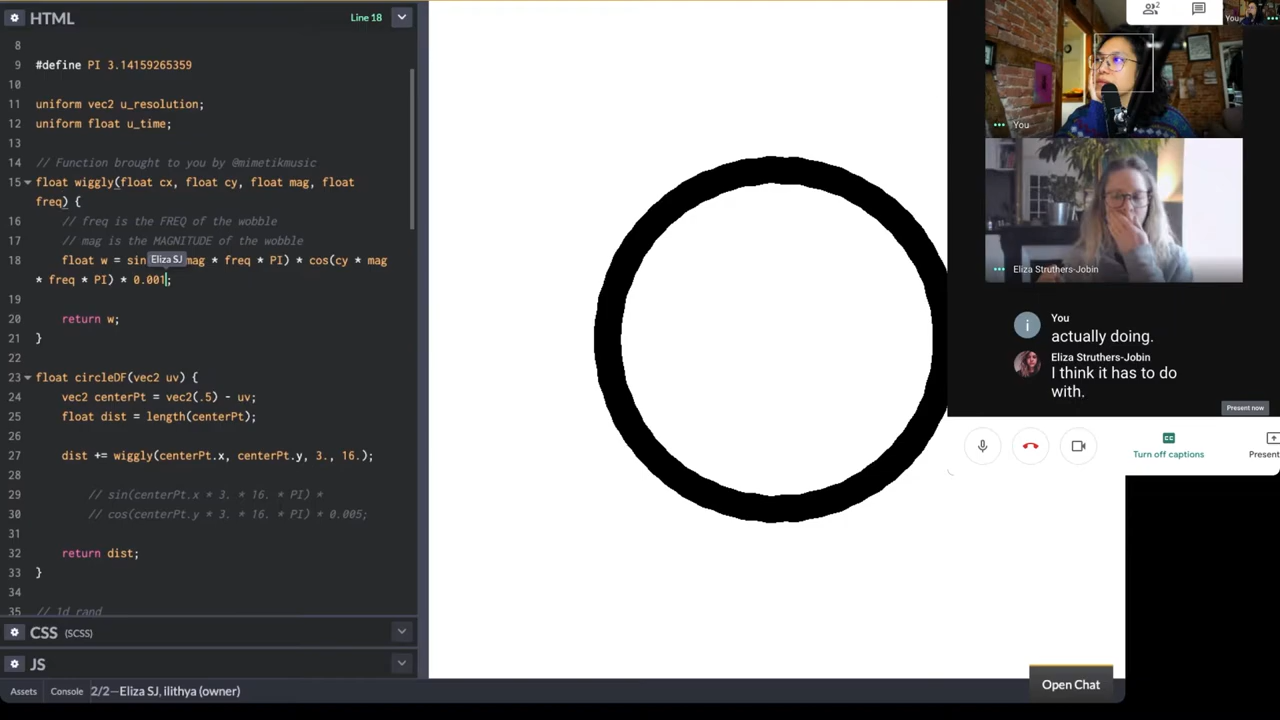 HTML
Line 18
8
9 #define PI 3.14159265359
10
11 uniform vec2 u_resolution;
12 uniform float u_time;
13
14 // Function brought to you by @mimetikmusic
15 float wiggly(float cx, float cy, float mag, float
freq) {
16 // freq is the FREQ of the wobble
17 // mag is the MAGNITUDE of the wobble
18 float w = sin mag * freq * PI) * cos(cy * mag
Eliza SJ
* freq * PI) * 0.001;
19
20 return w;
21 }
22
23 float circleDF(vec2 uv) {
24 vec2 centerPt = vec2(.5) - uv;
25 float dist = length(centerPt);
26
27 dist += wiggly(centerPt.x, centerPt.y, 3., 16.);
28
29 // sin(centerPt.x * 3. * 16. * PI) *
30 // cos(centerPt.y * 3. * 16. * PI) * 0.005;
31
32 return dist;
33 }
34
35 // 1d rand
CSS (SCSS)
JS
Assets Console 2/2—Eliza SJ, ilithya (owner)
Open Chat
2
You
You
Eliza Struthers-Jobin
i
You
actually doing.
Eliza Struthers-Jobin
I think it has to do
with.
Present now
Turn off captions
Present